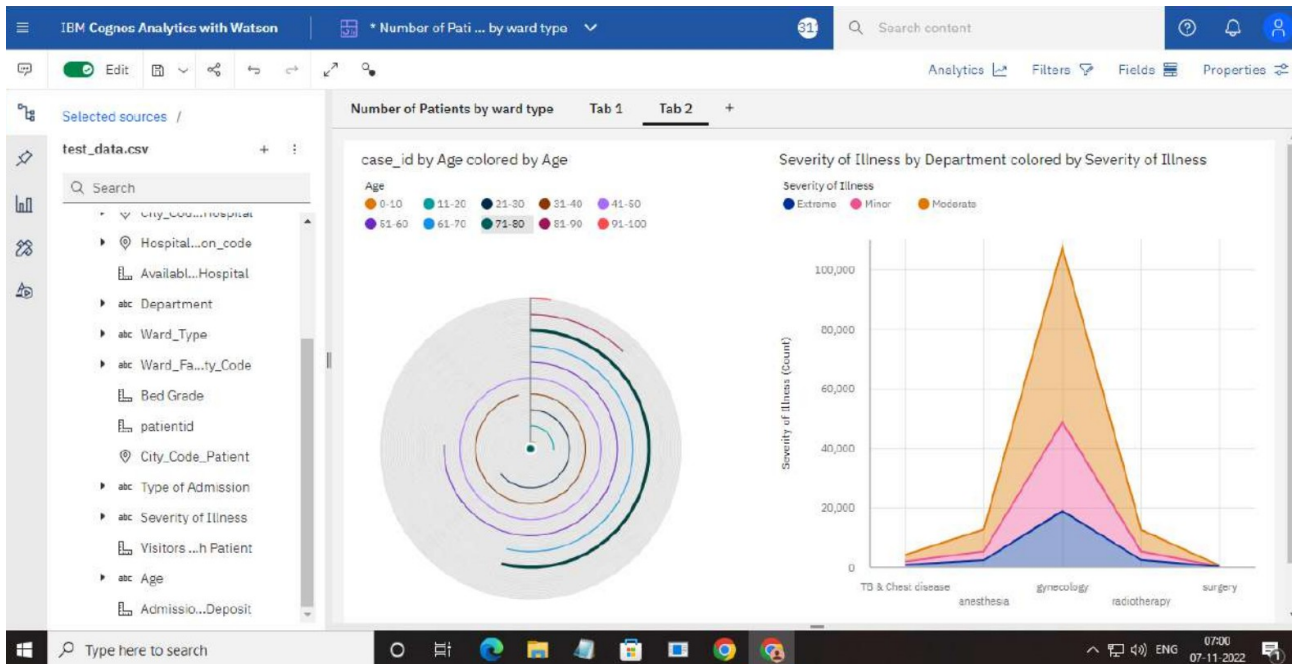 IBM Cognos Analytics with Watson
* Number of Pati ... by ward type
Search content
Edit
Analytics
Filters
Fields
Properties
Selected sources /
test_data.csv
Search
Hospital...on_code
Availabl...Hospital
abc Department
abc Ward_Type
abc Ward_Fa...ty_Code
Bed Grade
patientid
City_Code_Patient
abc Type of Admission
abc Severity of Illness
Visitors ...h Patient
abc Age
Admissio...Deposit
Number of Patients by ward type Tab 1 Tab 2 +
case_id by Age colored by Age
Age
0-10 11-20 21-30 31-40 41-50
51-60 61-70 71-80 81-90 91-100
Severity of Illness by Department colored by Severity of Illness
Severity of Illness
Extreme Minor Moderate
Severity of Illness (Count)
100,000
80,000
60,000
40,000
20,000
0
TB & Chest disease
anesthesia
gynecology
radiotherapy
surgery
Type here to search
ENG
07:00
07-11-2022